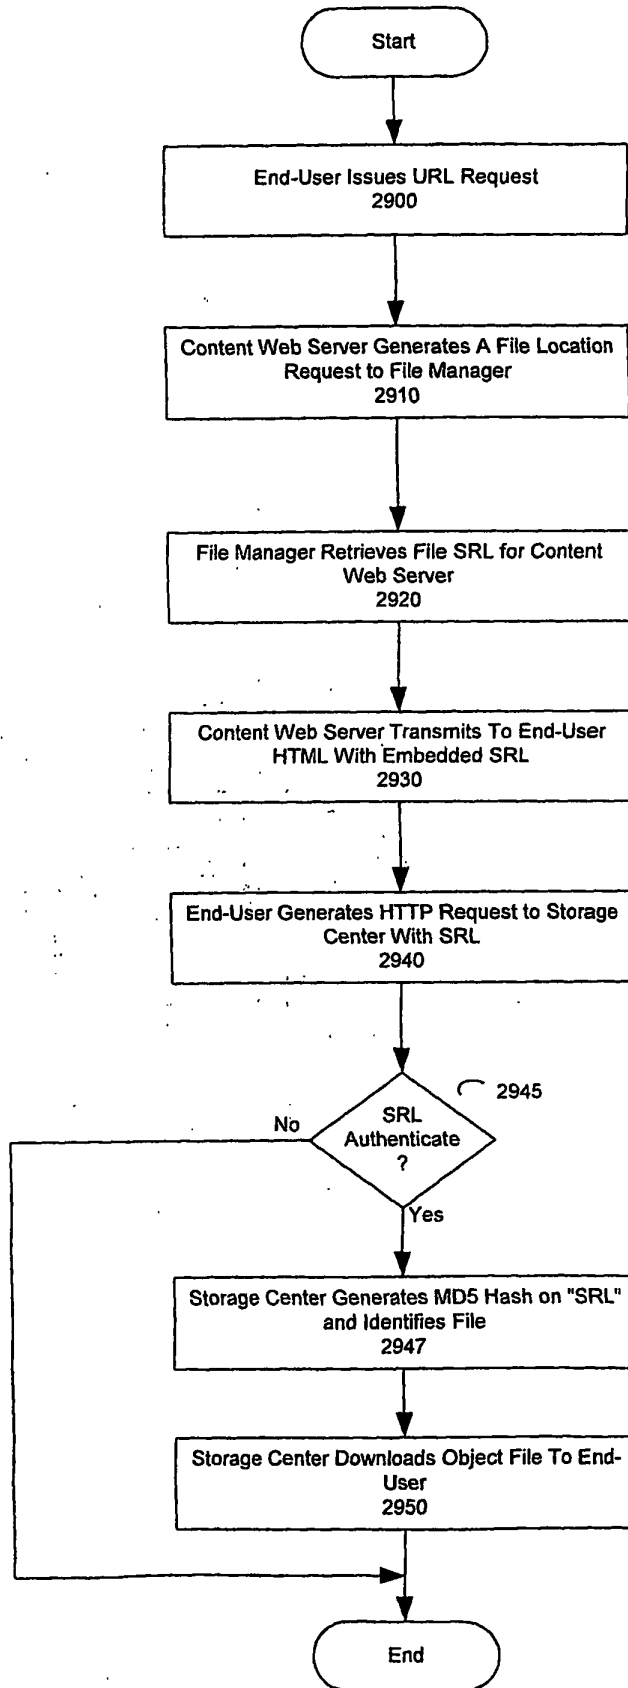 Start
End-User Issues URL Request
2900
Content Web Server Generates A File Location
Request to File Manager
2910
File Manager Retrieves File SRL for Content
Web Server
2920
Content Web Server Transmits To End-User
HTML With Embedded SRL
2930
End-User Generates HTTP Request to Storage
Center With SRL
2940
2945
SRL
Authenticate
?
No
Yes
Storage Center Generates MD5 Hash on "SRL"
and Identifies File
2947
Storage Center Downloads Object File To End-
User
2950
End